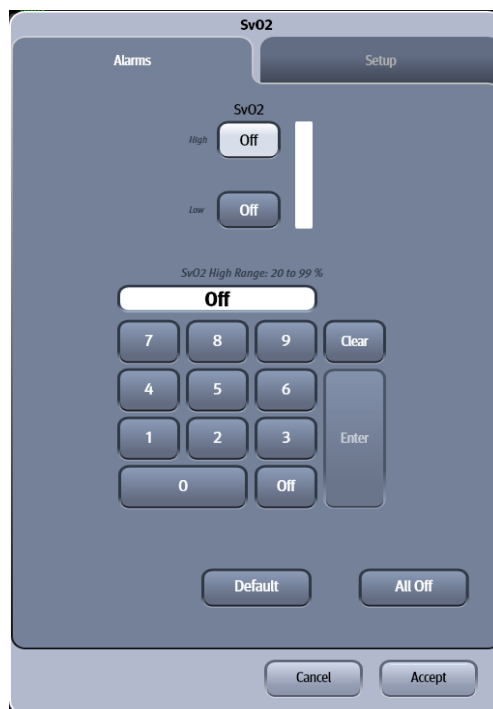 SvO2
Alarms Setup
SvO2
High Off
Low Off
SvO2 High Range: 20 to 99 %
Off
7 8 9 Clear
4 5 6
1 2 3 Enter
0 Off
Default All Off
Cancel Accept